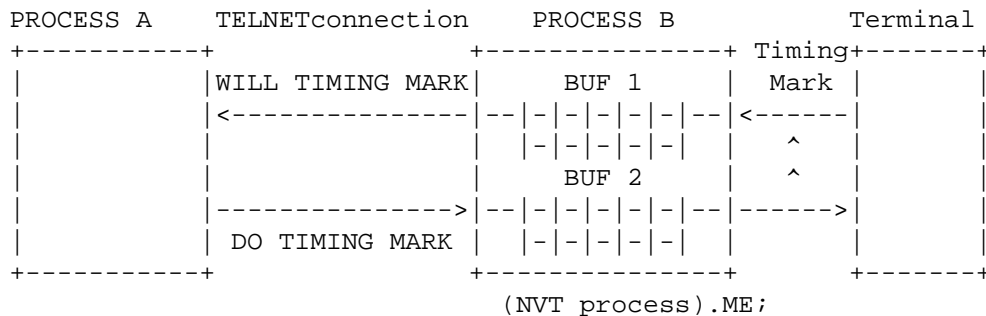 PROCESS A     TELNETconnection     PROCESS B              Terminal
+-----------+                   +---------------+ Timing+-------+
|           |WILL TIMING MARK|      BUF 1      |  Mark |       |
|           |<---------------|--|-|-|-|-|--|<------|       |
|           |                |  |-|-|-|-|-|   |   ^   |       |
|           |                |      BUF 2      |   ^   |       |
|           |--------------->|--|-|-|-|-|--|------>|       |
|           | DO TIMING MARK |  |-|-|-|-|-|   |       |       |
+-----------+                   +---------------+       +-------+
(NVT process).ME;